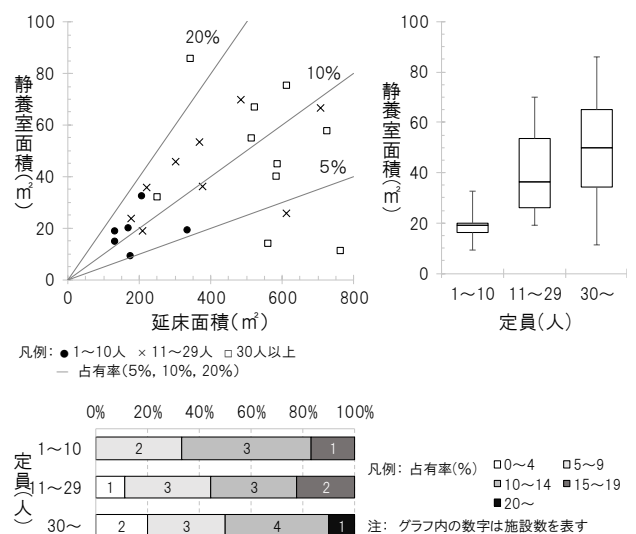 静養室面積(㎡)
100
80
60
40
20
0
20%
10%
5%
0 200 400 600 800
延床面積(㎡)
凡例: ● 1～10人 × 11～29人 □ 30人以上
― 占有率(5%, 10%, 20%)
静養室面積(㎡)
100
80
60
40
20
0
1～10 11～29 30～
定員(人)
0% 20% 40% 60% 80% 100%
定員(人)
1～10 2 3 1
11～29 1 3 3 2
30～ 2 3 4 1
凡例: 占有率(%) □0～4 □5～9
■10～14 ■15～19
■20～
注: グラフ内の数字は施設数を表す